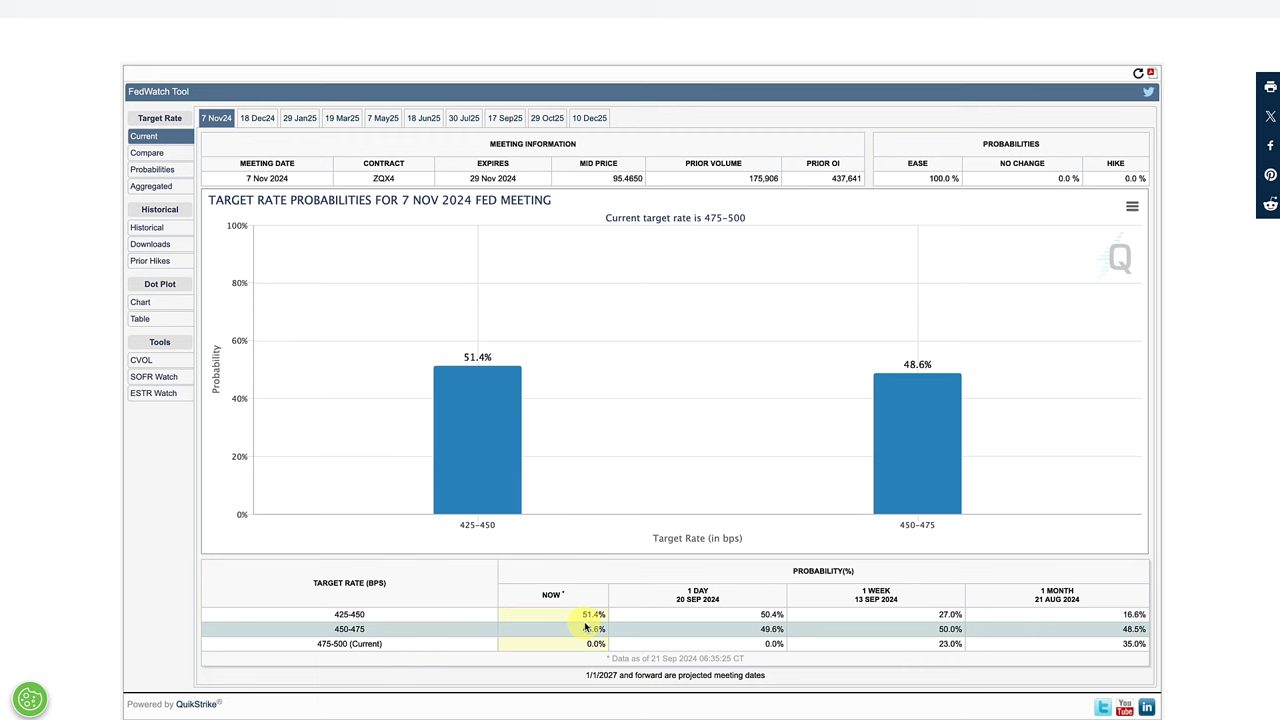 FedWatch Tool
Target Rate
Current
Compare
Probabilities
Aggregated
Historical
Historical
Downloads
Prior Hikes
Dot Plot
Chart
Table
Tools
CVOL
SOFR Watch
ESTR Watch
7 Nov24 18 Dec24 29 Jan25 19 Mar25 7 May25 18 Jun25 30 Jul25 17 Sep25 29 Oct25 10 Dec25
MEETING INFORMATION
MEETING DATE CONTRACT EXPIRES MID PRICE PRIOR VOLUME PRIOR OI
7 Nov 2024 ZQX4 29 Nov 2024 95.4650 175,906 437,641
PROBABILITIES
EASE NO CHANGE HIKE
100.0 % 0.0 % 0.0 %
TARGET RATE PROBABILITIES FOR 7 NOV 2024 FED MEETING
Current target rate is 475-500
Q
100%
80%
60%
40%
20%
0%
Probability
51.4%
48.6%
425-450 450-475
Target Rate (in bps)
TARGET RATE (BPS) PROBABILITY(%)
NOW * 1 DAY 20 SEP 2024 1 WEEK 13 SEP 2024 1 MONTH 21 AUG 2024
425-450 51.4% 50.4% 27.0% 16.6%
450-475 49.6% 50.0% 48.5%
475-500 (Current) 0.0% 0.0% 23.0% 35.0%
* Data as of 21 Sep 2024 06:35:25 CT
1/1/2027 and forward are projected meeting dates
Powered by QuikStrike®
You Tube
in